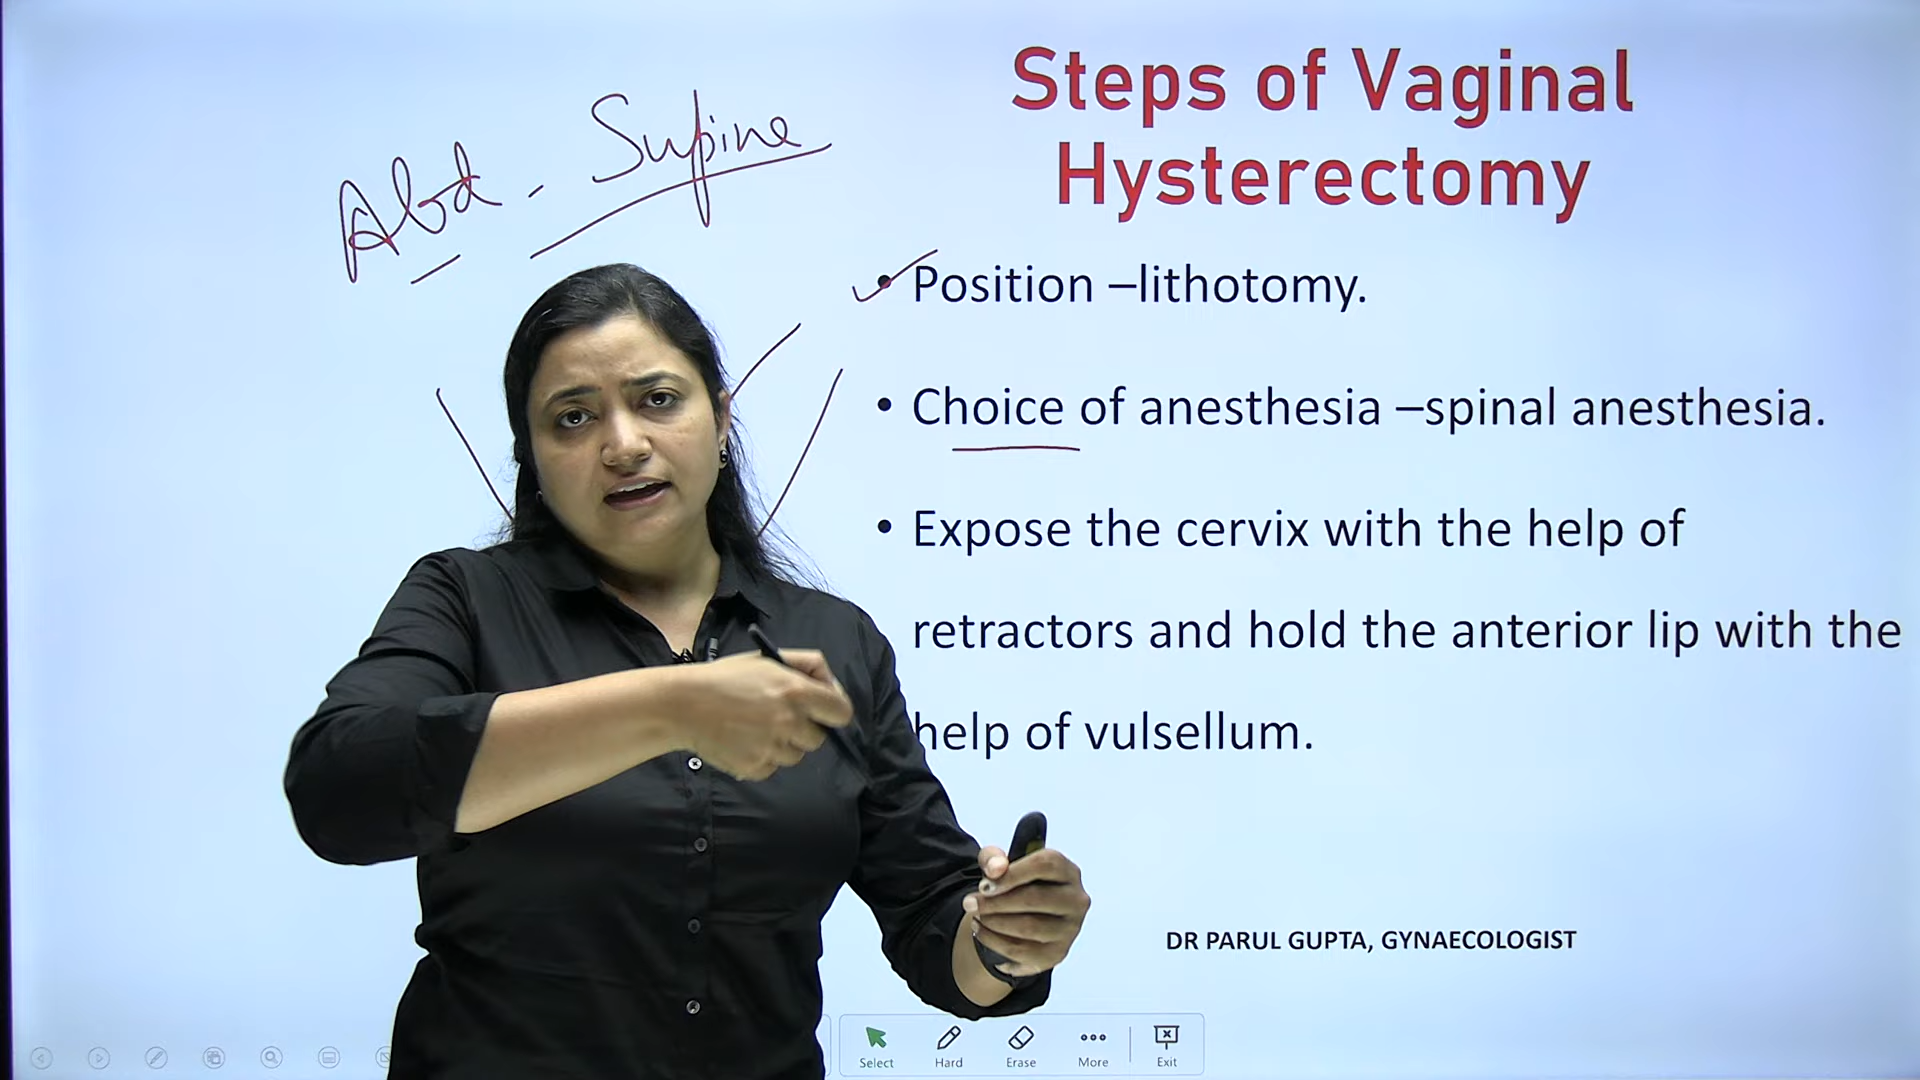 Steps of Vaginal
Hysterectomy
Abd - Supine
• Position –lithotomy.
• Choice of anesthesia –spinal anesthesia.
• Expose the cervix with the help of
retractors and hold the anterior lip with the
help of vulsellum.
DR PARUL GUPTA, GYNAECOLOGIST
Select Hard Erase More Exit